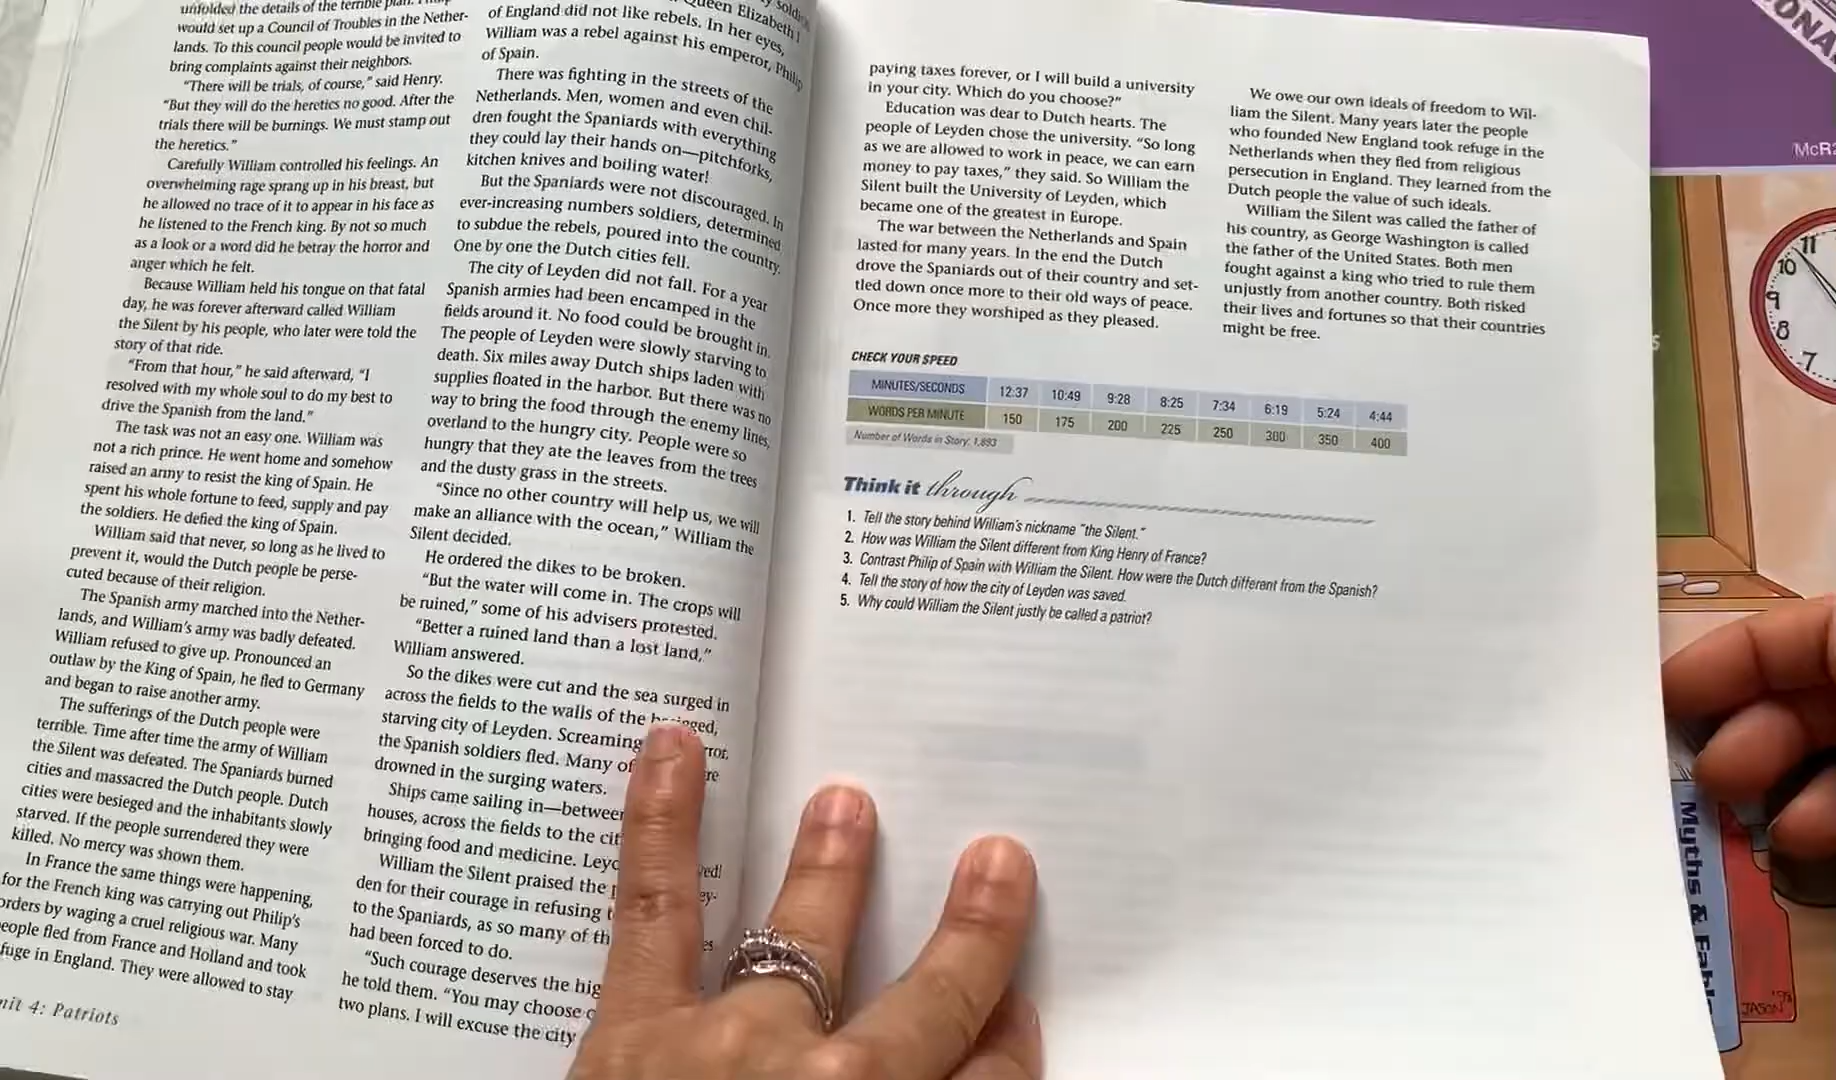 unfolded the details of the terrible plan.
would set up a Council of Troubles in the Nether-
lands. To this council people would be invited to
bring complaints against their neighbors.
“There will be trials, of course,” said Henry.
“But they will do the heretics no good. After the
trials there will be burnings. We must stamp out
the heretics.”
Carefully William controlled his feelings. An
overwhelming rage sprang up in his breast, but
he allowed no trace of it to appear in his face as
he listened to the French king. By not so much
as a look or a word did he betray the horror and
anger which he felt.
Because William held his tongue on that fatal
day, he was forever afterward called William
the Silent by his people, who later were told the
story of that ride.
“From that hour,” he said afterward, “I
resolved with my whole soul to do my best to
drive the Spanish from the land.”
The task was not an easy one. William was
not a rich prince. He went home and somehow
raised an army to resist the king of Spain. He
spent his whole fortune to feed, supply and pay
the soldiers. He defied the king of Spain.
William said that never, so long as he lived to
prevent it, would the Dutch people be perse-
cuted because of their religion.
The Spanish army marched into the Nether-
lands, and William’s army was badly defeated.
William refused to give up. Pronounced an
outlaw by the King of Spain, he fled to Germany
and began to raise another army.
The sufferings of the Dutch people were
terrible. Time after time the army of William
the Silent was defeated. The Spaniards burned
cities and massacred the Dutch people. Dutch
cities were besieged and the inhabitants slowly
starved. If the people surrendered they were
killed. No mercy was shown them.
In France the same things were happening,
for the French king was carrying out Philip’s
orders by waging a cruel religious war. Many
people fled from France and Holland and took
fuge in England. They were allowed to stay
nit 4: Patriots
Queen Elizabeth I
of England did not like rebels. In her eyes,
William was a rebel against his emperor, Philip
of Spain.
There was fighting in the streets of the
Netherlands. Men, women and even chil-
dren fought the Spaniards with everything
they could lay their hands on—pitchforks,
kitchen knives and boiling water!
But the Spaniards were not discouraged. In
ever-increasing numbers soldiers, determined
to subdue the rebels, poured into the country.
One by one the Dutch cities fell.
The city of Leyden did not fall. For a year
Spanish armies had been encamped in the
fields around it. No food could be brought in.
The people of Leyden were slowly starving to
death. Six miles away Dutch ships laden with
supplies floated in the harbor. But there was no
way to bring the food through the enemy lines,
overland to the hungry city. People were so
hungry that they ate the leaves from the trees
and the dusty grass in the streets.
“Since no other country will help us, we will
make an alliance with the ocean,” William the
Silent decided.
He ordered the dikes to be broken.
“But the water will come in. The crops will
be ruined,” some of his advisers protested.
“Better a ruined land than a lost land,”
William answered.
So the dikes were cut and the sea surged in
across the fields to the walls of the
starving city of Leyden. Screaming
the Spanish soldiers fled. Many of
drowned in the surging waters.
Ships came sailing in—between
houses, across the fields to the
bringing food and medicine.
William the Silent praised the
den for their courage in refusing
to the Spaniards, as so many of
had been forced to do.
“Such courage deserves the
he told them. “You may choose
two plans. I will excuse the city
paying taxes forever, or I will build a university
in your city. Which do you choose?”
Education was dear to Dutch hearts. The
people of Leyden chose the university. “So long
as we are allowed to work in peace, we can earn
money to pay taxes,” they said. So William the
Silent built the University of Leyden, which
became one of the greatest in Europe.
The war between the Netherlands and Spain
lasted for many years. In the end the Dutch
drove the Spaniards out of their country and set-
tled down once more to their old ways of peace.
Once more they worshiped as they pleased.
We owe our own ideals of freedom to Wil-
liam the Silent. Many years later the people
who founded New England took refuge in the
Netherlands when they fled from religious
persecution in England. They learned from the
Dutch people the value of such ideals.
William the Silent was called the father of
his country, as George Washington is called
the father of the United States. Both men
fought against a king who tried to rule them
unjustly from another country. Both risked
their lives and fortunes so that their countries
might be free.
CHECK YOUR SPEED
MINUTES/SECONDS 12:37 10:49 9:28 8:25 7:34 6:19 5:24 4:44
WORDS PER MINUTE 150 175 200 225 250 300 350 400
Number of Words in Story: 1,893
Think it through
1. Tell the story behind William’s nickname “the Silent.”
2. How was William the Silent different from King Henry of France?
3. Contrast Philip of Spain with William the Silent. How were the Dutch different from the Spanish?
4. Tell the story of how the city of Leyden was saved.
5. Why could William the Silent justly be called a patriot?
McR
11
10
9
8
7
Myths &
JASON